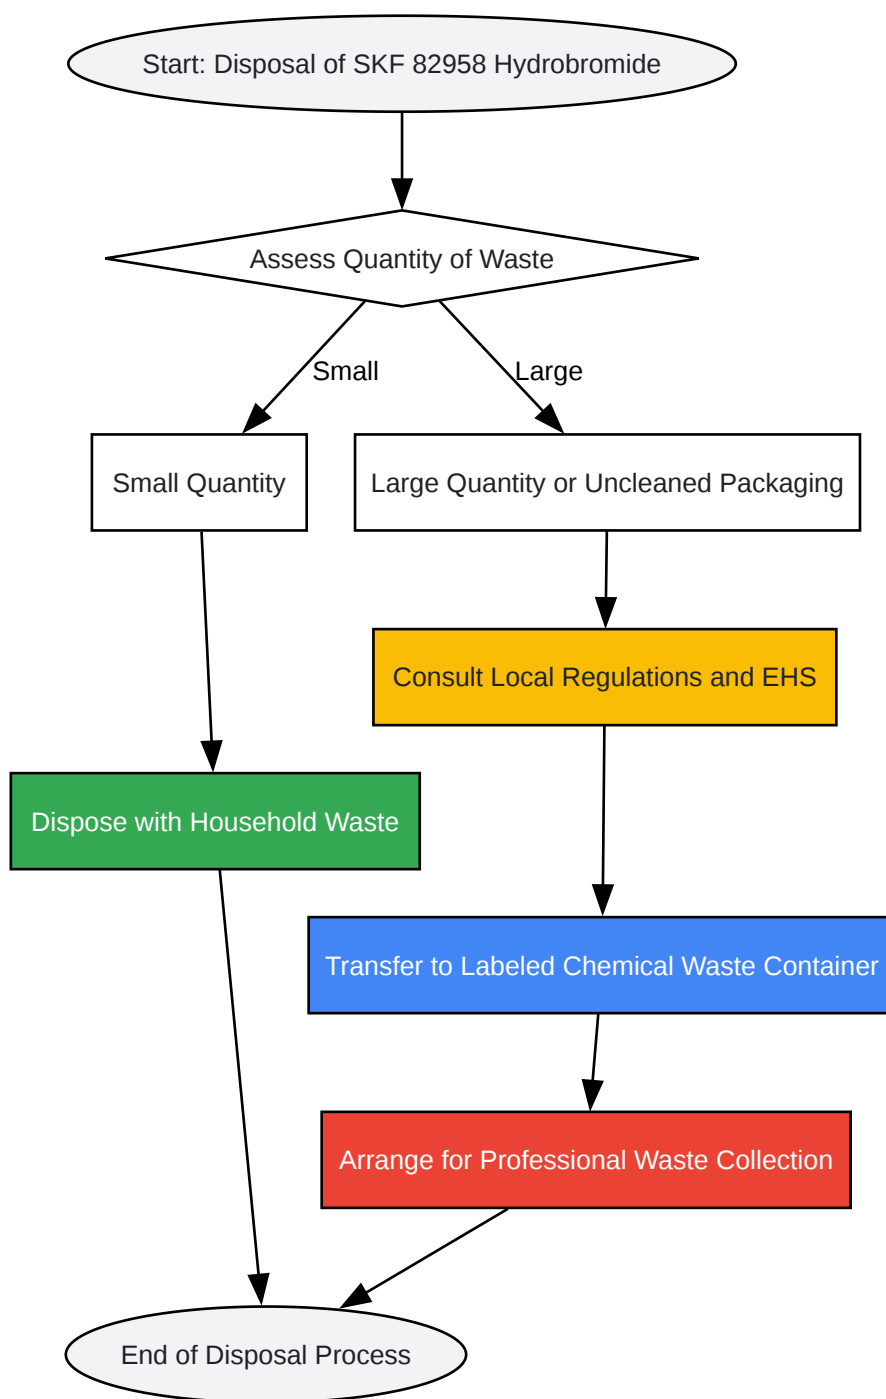 Start: Disposal of SKF 82958 Hydrobromide
Assess Quantity of Waste
Small
Large
Small Quantity
Large Quantity or Uncleaned Packaging
Consult Local Regulations and EHS
Dispose with Household Waste
Transfer to Labeled Chemical Waste Container
Arrange for Professional Waste Collection
End of Disposal Process